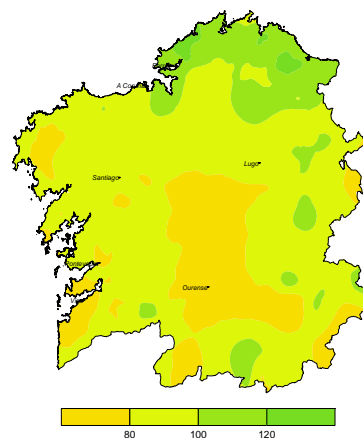 A Coruña
Lugo
Santiago
Pontevedra
Ourense
80 100 120